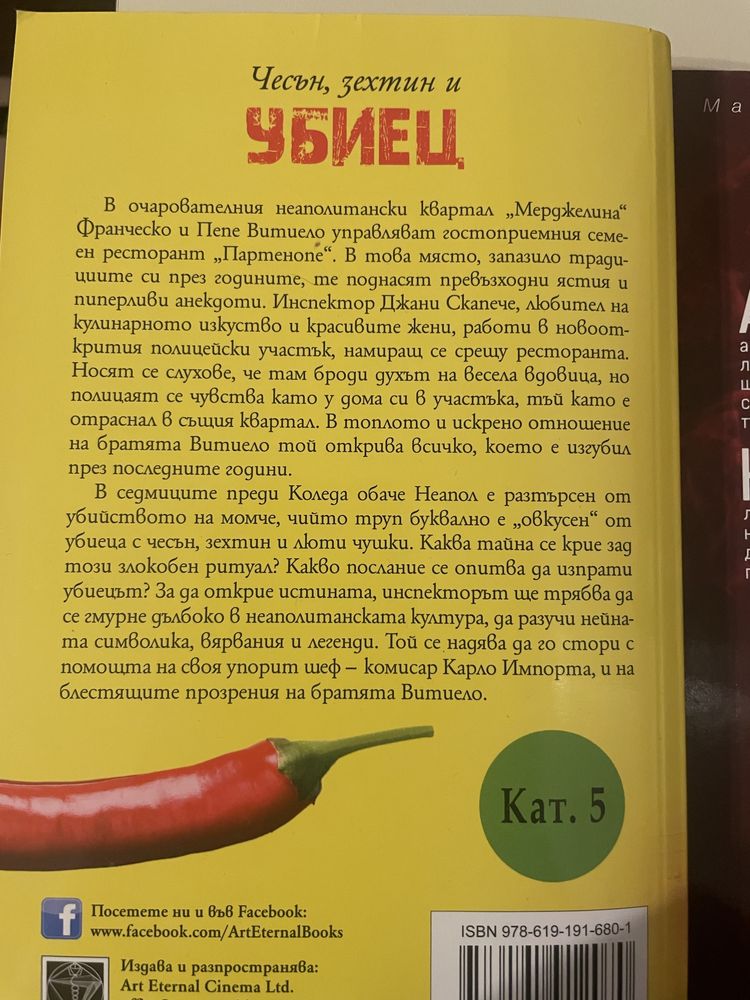 Чесън, зехтин и
УБИЕЦ
В очарователния неаполитански квартал „Мерджелина“
Франческо и Пепе Витиело управляват гостоприемния семе-
ен ресторант „Партенопе“. В това място, запазило тради-
циите си през годините, те поднасят превъзходни ястия и
пиперливи анекдоти. Инспектор Джани Скапече, любител на
кулинарното изкуство и красивите жени, работи в новоот-
крития полицейски участък, намиращ се срещу ресторанта.
Носят се слухове, че там броди духът на весела вдовица, но
полицаят се чувства като у дома си в участъка, тъй като е
отраснал в същия квартал. В топлото и искрено отношение
на братята Витиело той открива всичко, което е изгубил
през последните години.
В седмиците преди Коледа обаче Неапол е разтърсен от
убийството на момче, чийто труп буквално е „овкусен“ от
убиеца с чесън, зехтин и люти чушки. Каква тайна се крие зад
този злокобен ритуал? Какво послание се опитва да изпрати
убиецът? За да открие истината, инспекторът ще трябва да
се гмурне дълбоко в неаполитанската култура, да разучи нейна-
та символика, вярвания и легенди. Той се надява да го стори с
помощта на своя упорит шеф – комисар Карло Импорта, и на
блестящите прозрения на братята Витиело.
Кат. 5
Посетете ни и във Facebook:
www.facebook.com/ArtEternalBooks
ISBN 978-619-191-680-1
Издава и разпространява:
Art Eternal Cinema Ltd.